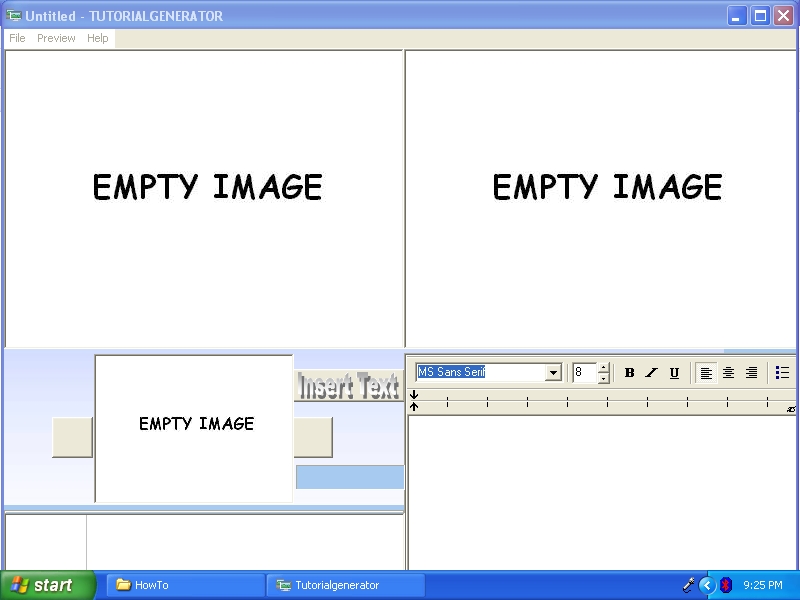 Untitled - TUTORIALGENERATOR
File Preview Help
EMPTY IMAGE
EMPTY IMAGE
EMPTY IMAGE
Insert Text
MS Sans Serif
8
B I U
start
HowTo
Tutorialgenerator
9:25 PM